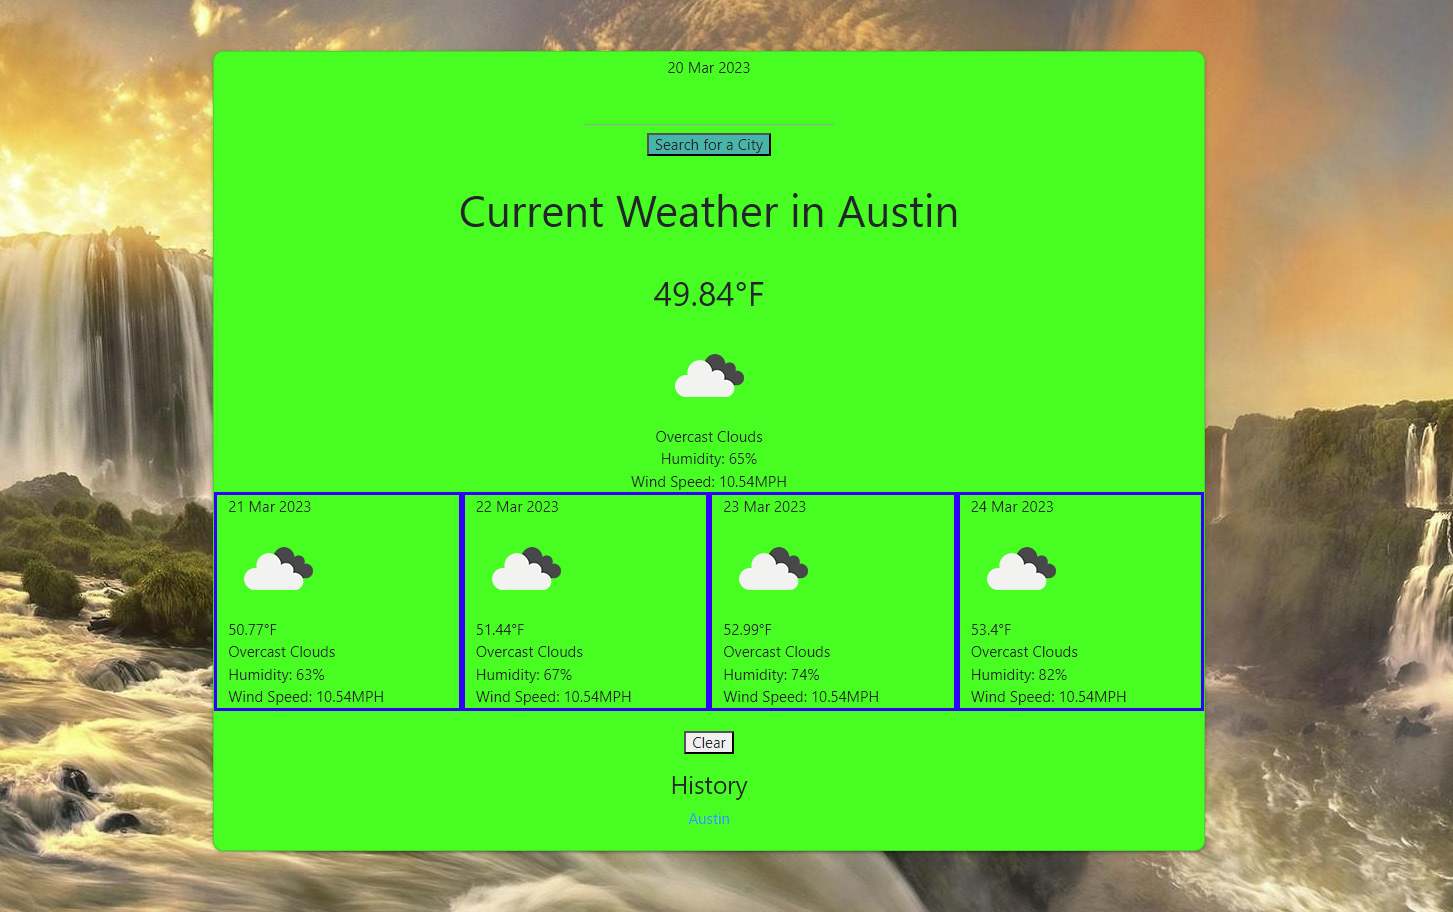 20 Mar 2023
Search for a City
Current Weather in Austin
49.84°F
Overcast Clouds
Humidity: 65%
Wind Speed: 10.54MPH
21 Mar 2023
50.77°F
Overcast Clouds
Humidity: 63%
Wind Speed: 10.54MPH
22 Mar 2023
51.44°F
Overcast Clouds
Humidity: 67%
Wind Speed: 10.54MPH
23 Mar 2023
52.99°F
Overcast Clouds
Humidity: 74%
Wind Speed: 10.54MPH
24 Mar 2023
53.4°F
Overcast Clouds
Humidity: 82%
Wind Speed: 10.54MPH
Clear
History
Austin